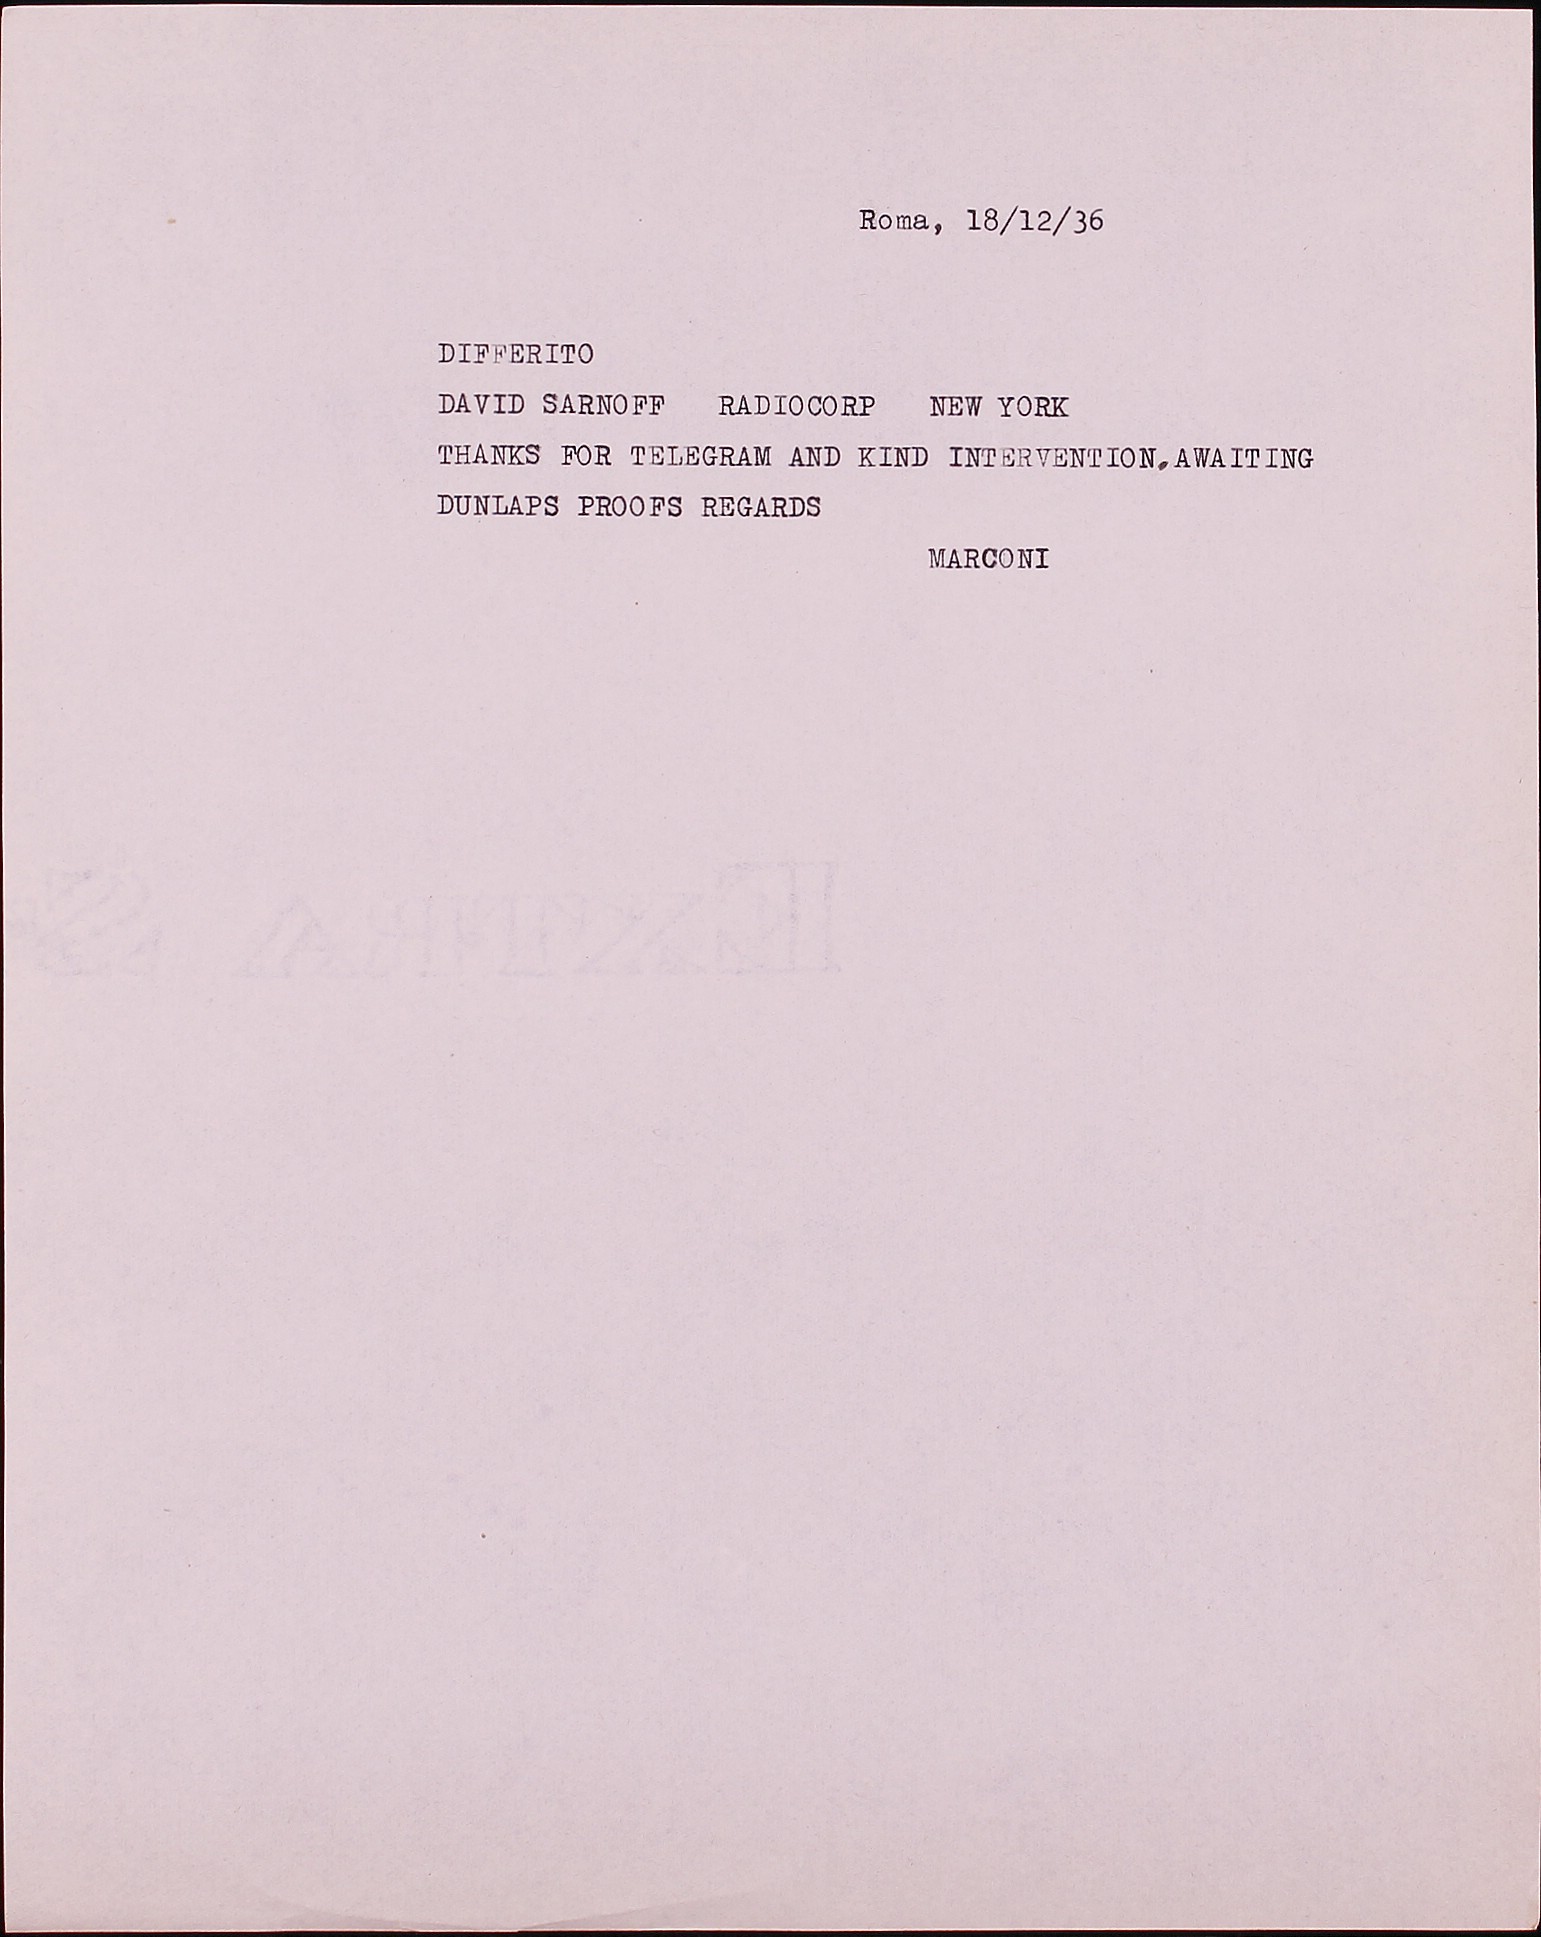 Roma, 18/12/36
DIFFERITO
DAVID SARNOFF RADIOCORP NEW YORK
THANKS FOR TELEGRAM AND KIND INTERVENTION.AWAITING
DUNLAPS PROOFS REGARDS
MARCONI
EXTRA S